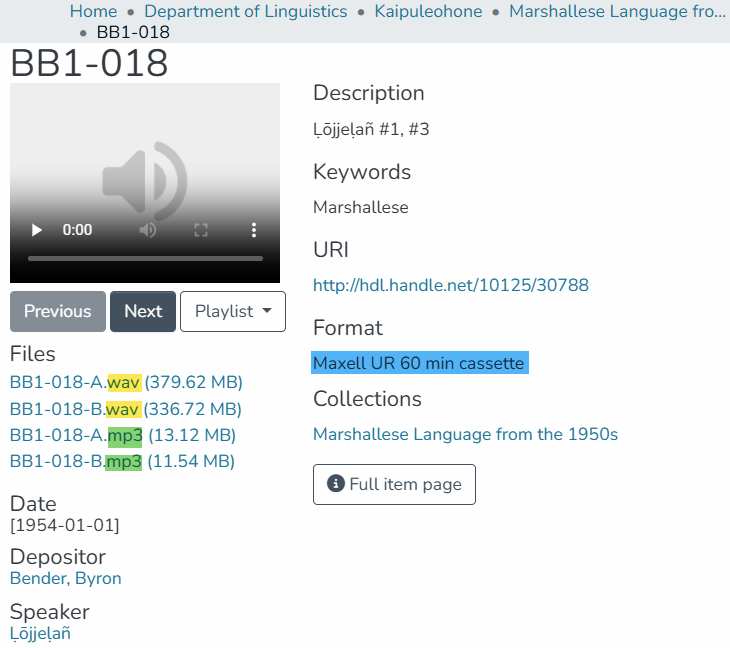 Home • Department of Linguistics • Kaipuleohone • Marshallese Language fro...
• BB1-018
BB1-018
0:00
Previous Next Playlist
Files
BB1-018-A.wav (379.62 MB)
BB1-018-B.wav (336.72 MB)
BB1-018-A.mp3 (13.12 MB)
BB1-018-B.mp3 (11.54 MB)
Date
[1954-01-01]
Depositor
Bender, Byron
Speaker
Ļōjjeļañ
Description
Ļōjjeļañ #1, #3
Keywords
Marshallese
URI
http://hdl.handle.net/10125/30788
Format
Maxell UR 60 min cassette
Collections
Marshallese Language from the 1950s
Full item page